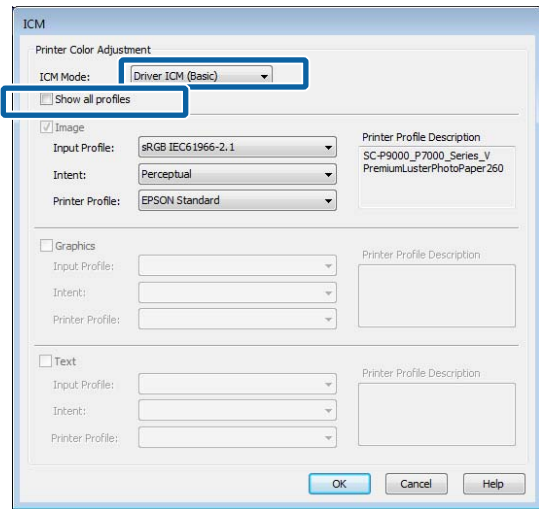 ICM
Printer Color Adjustment
ICM Mode: Driver ICM (Basic)
Show all profiles
Image
Input Profile: sRGB IEC61966-2.1
Intent: Perceptual
Printer Profile: EPSON Standard
Printer Profile Description
SC-P9000_P7000_Series_V
PremiumLusterPhotoPaper260
Graphics
Input Profile:
Intent:
Printer Profile:
Printer Profile Description
Text
Input Profile:
Intent:
Printer Profile:
Printer Profile Description
OK Cancel Help